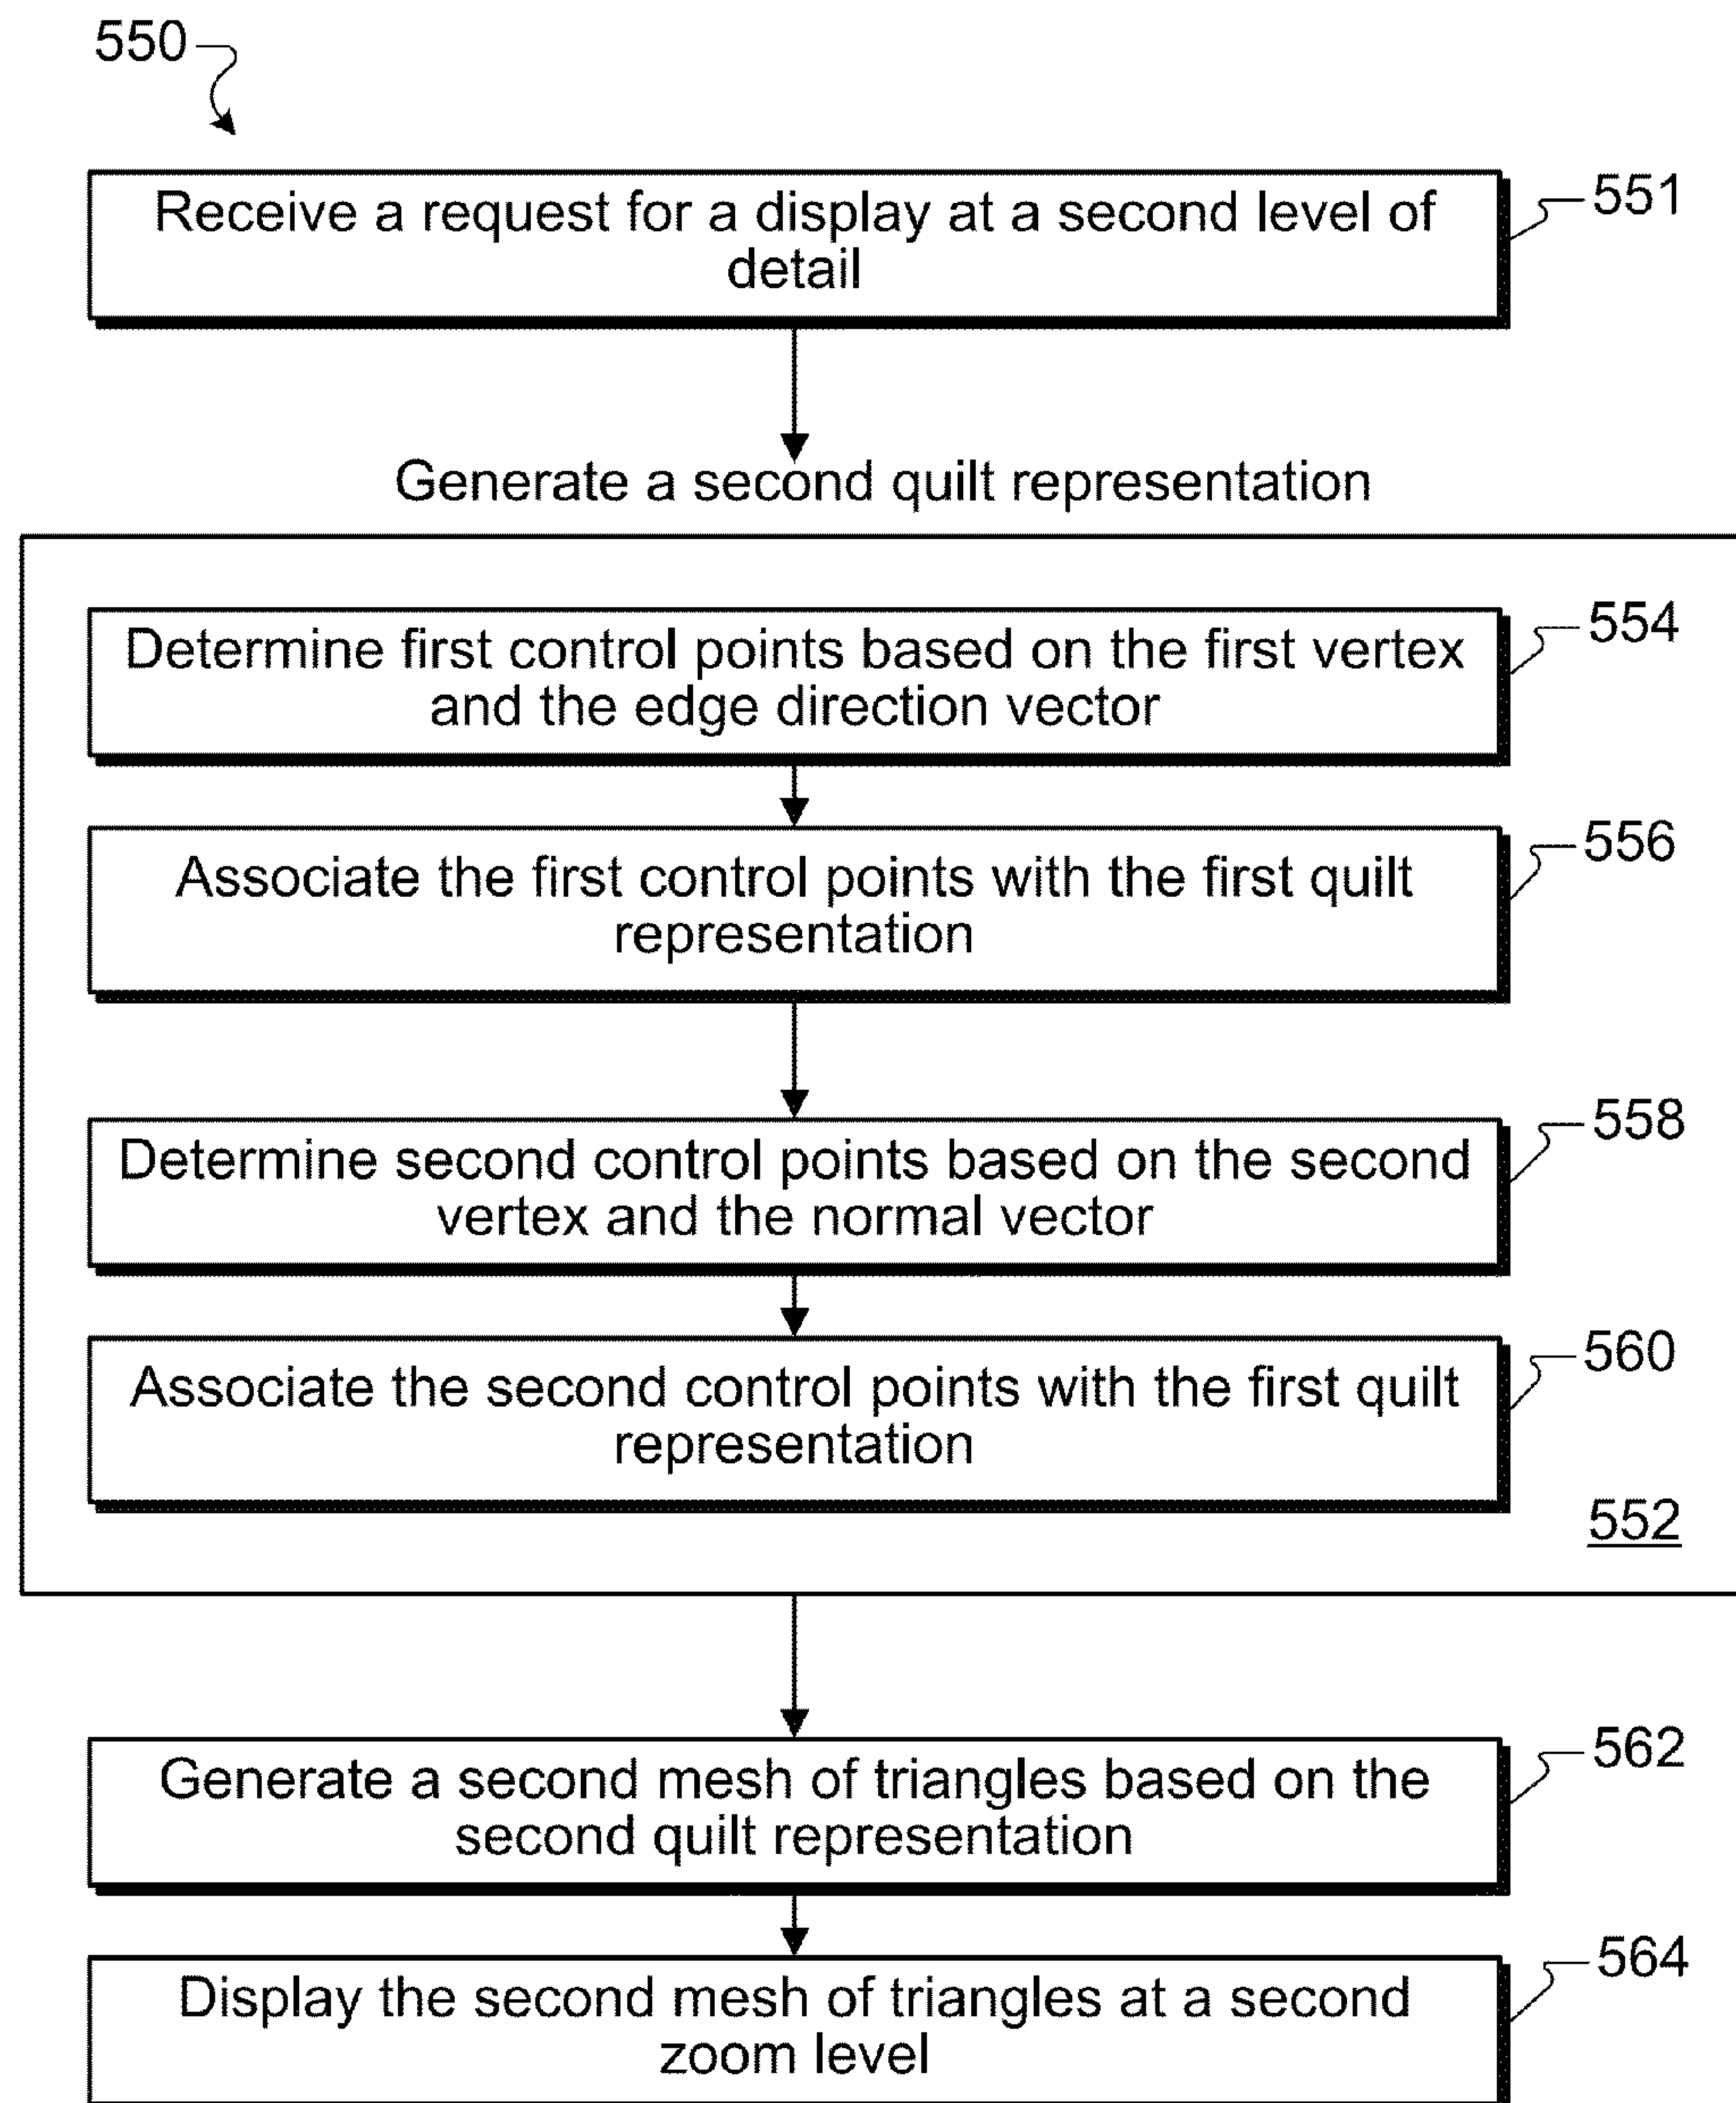 550
Receive a request for a display at a second level of
detail
551
Generate a second quilt representation
Determine first control points based on the first vertex
and the edge direction vector
554
Associate the first control points with the first quilt
representation
556
Determine second control points based on the second
vertex and the normal vector
558
Associate the second control points with the first quilt
representation
560
552
Generate a second mesh of triangles based on the
second quilt representation
562
Display the second mesh of triangles at a second
zoom level
564